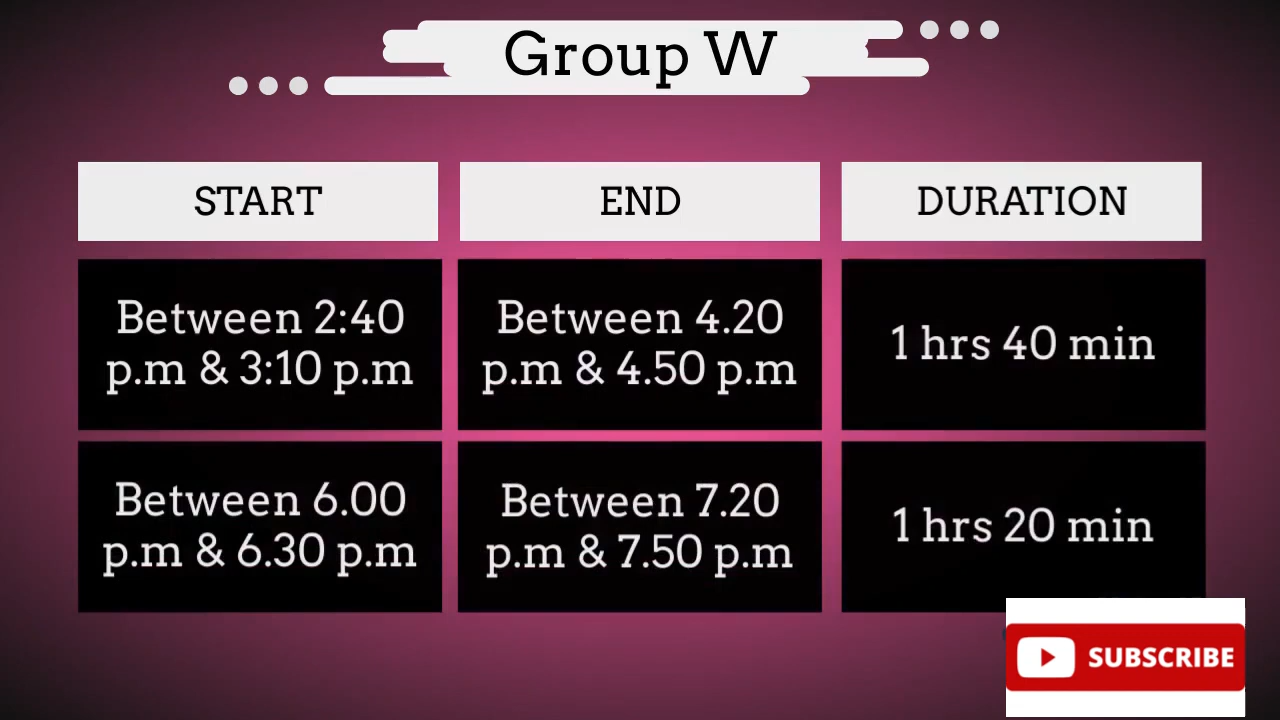 Group W
START
END
DURATION
Between 2:40
p.m & 3:10 p.m
Between 4.20
p.m & 4.50 p.m
1 hrs 40 min
Between 6.00
p.m & 6.30 p.m
Between 7.20
p.m & 7.50 p.m
1 hrs 20 min
SUBSCRIBE